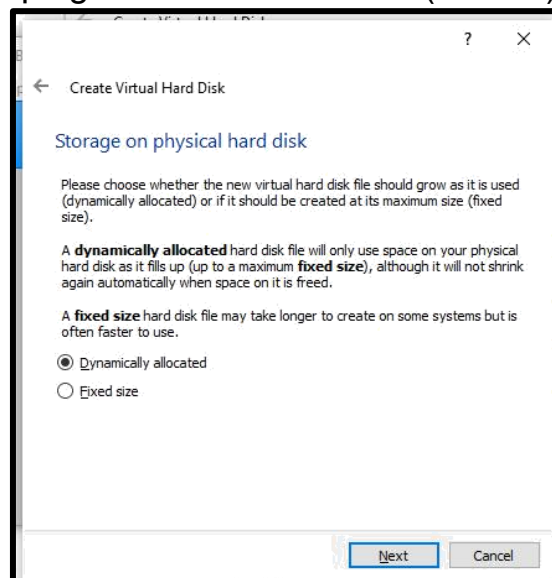 Create Virtual Hard Disk
Storage on physical hard disk
Please choose whether the new virtual hard disk file should grow as it is used
(dynamically allocated) or if it should be created at its maximum size (fixed
size).
A dynamically allocated hard disk file will only use space on your physical
hard disk as it fills up (up to a maximum fixed size), although it will not shrink
again automatically when space on it is freed.
A fixed size hard disk file may take longer to create on some systems but is
often faster to use.
Dynamically allocated
Fixed size
Next Cancel